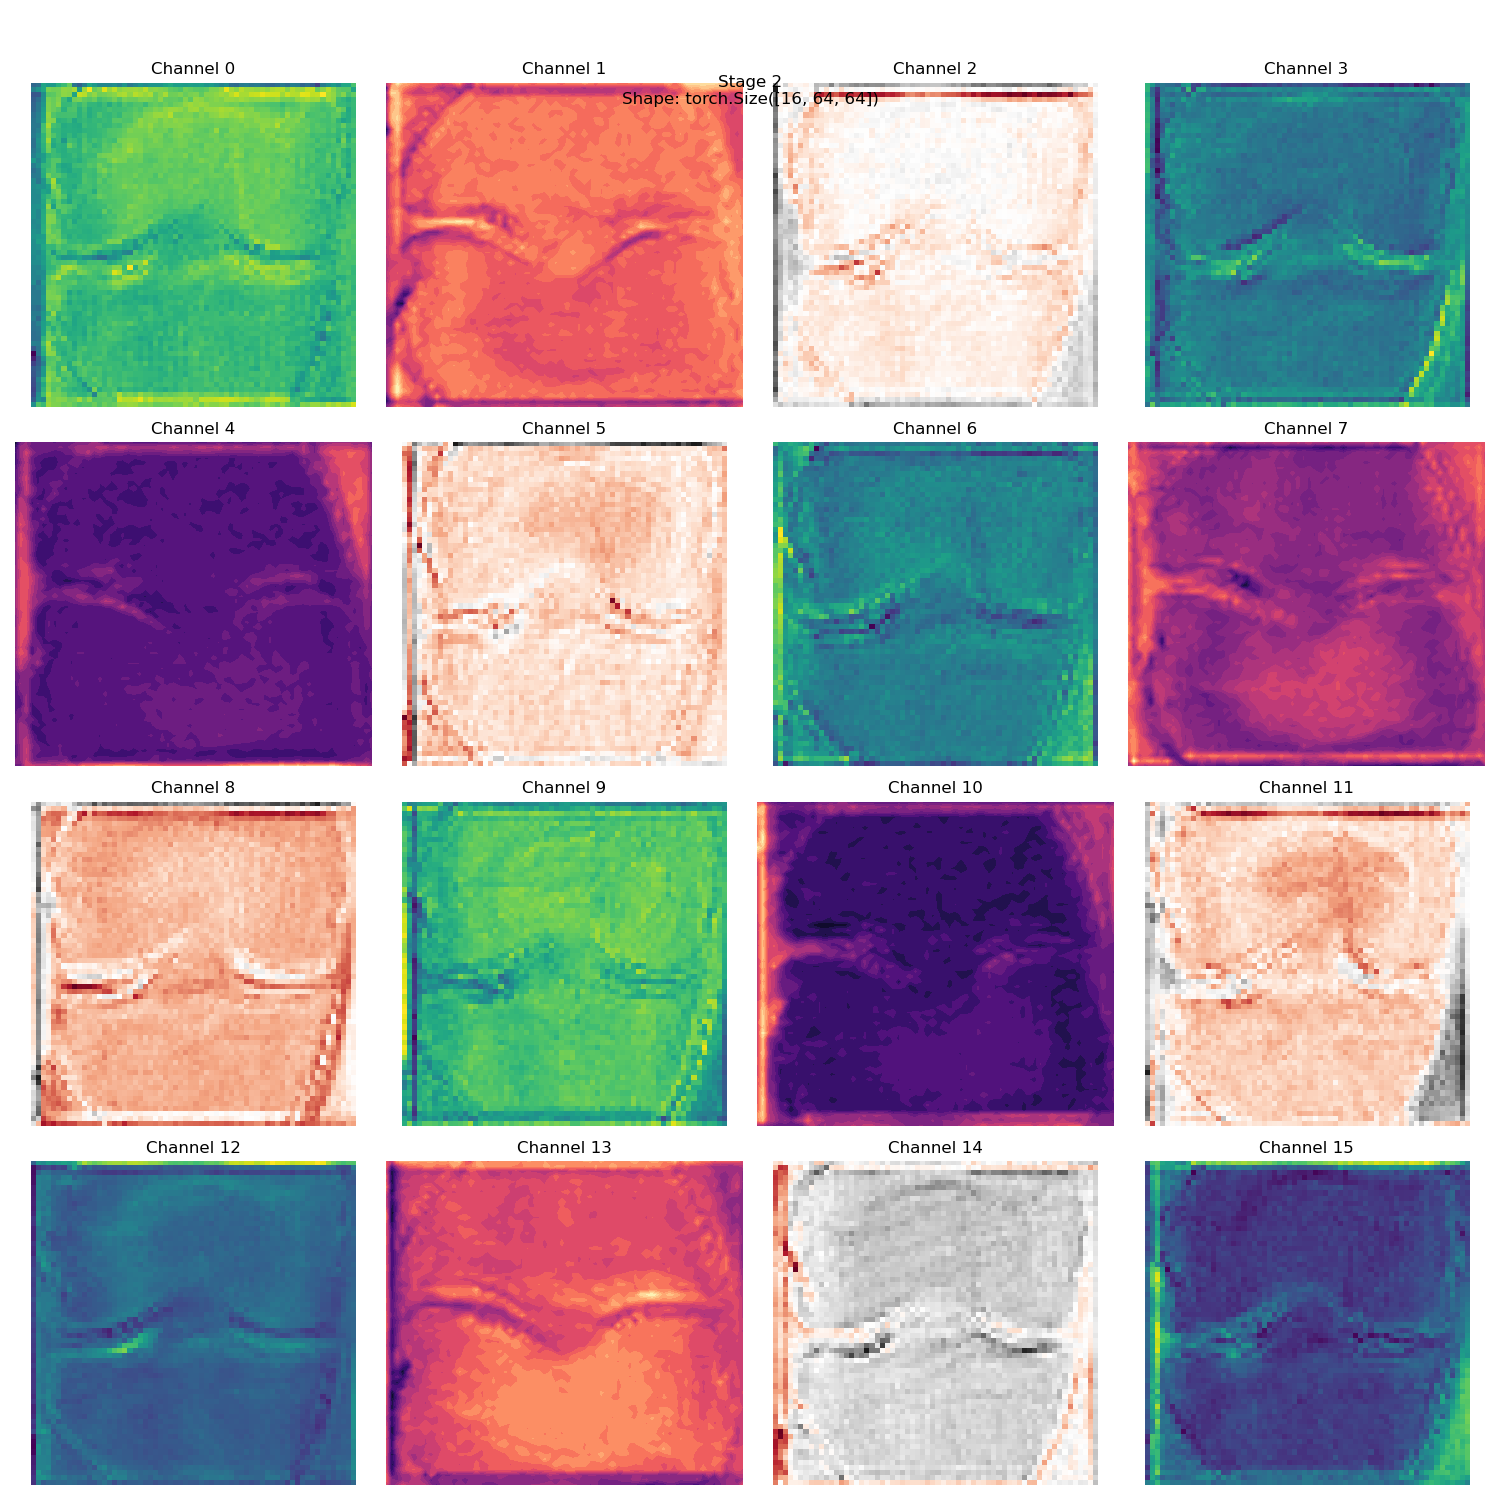 Stage 2
Shape: torch.Size([16, 64, 64])
Channel 0
Channel 1
Channel 2
Channel 3
Channel 4
Channel 5
Channel 6
Channel 7
Channel 8
Channel 9
Channel 10
Channel 11
Channel 12
Channel 13
Channel 14
Channel 15